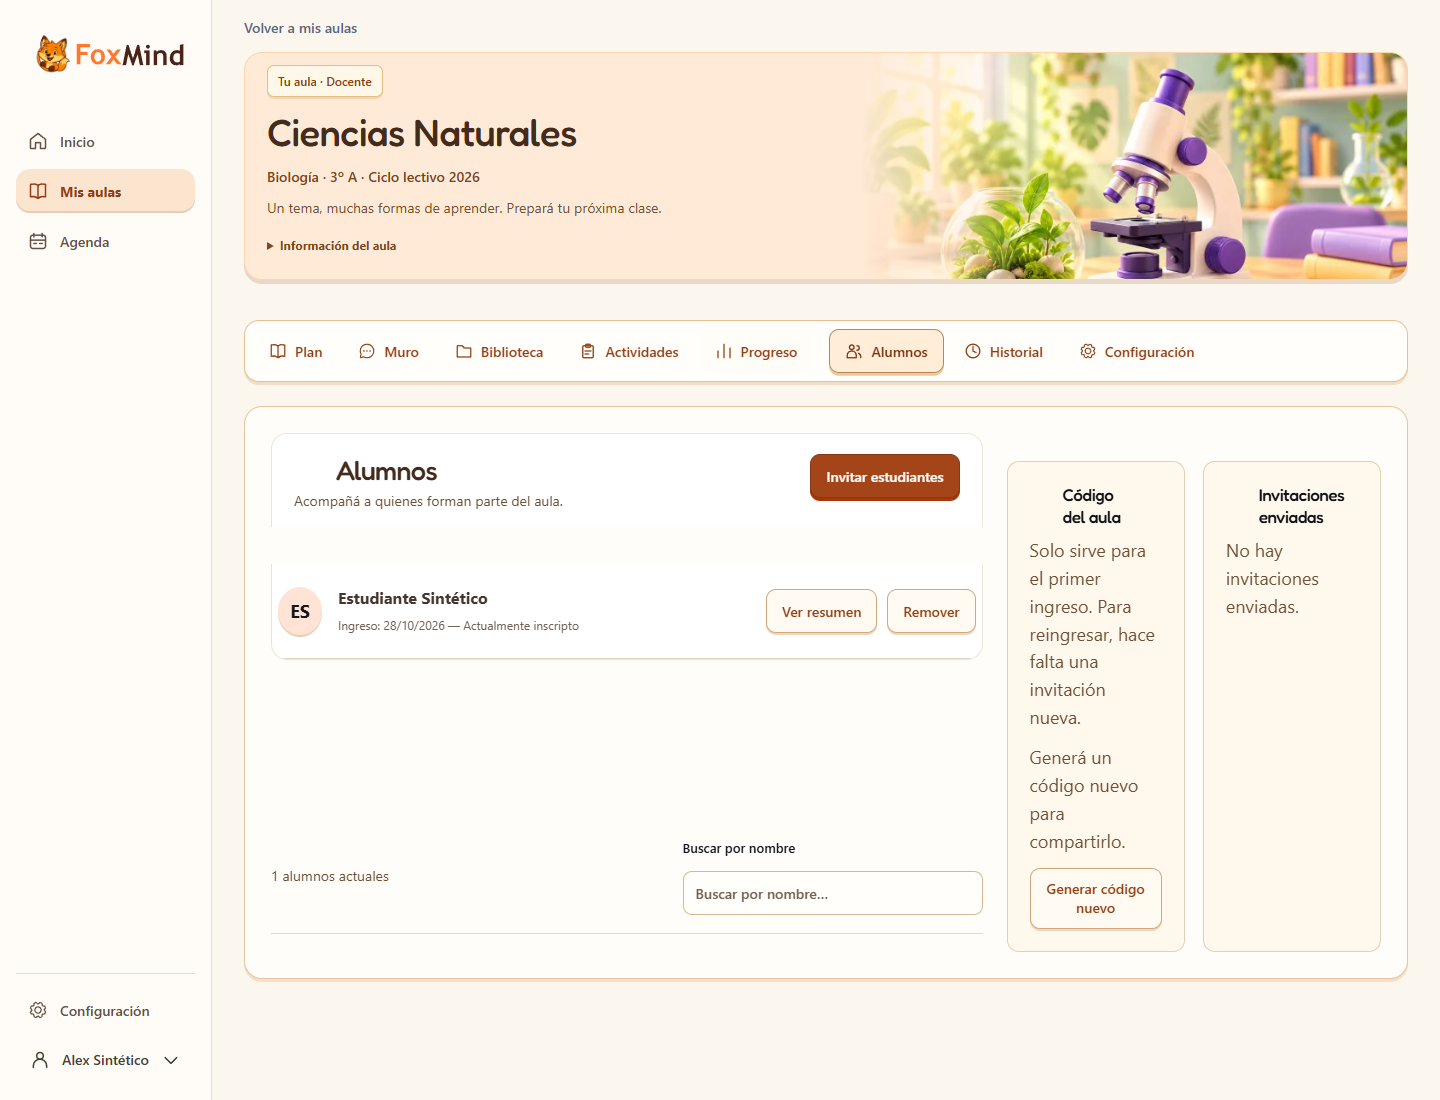 FoxMind
Inicio
Mis aulas
Agenda
Configuración
Alex Sintético
Volver a mis aulas
Tu aula · Docente
Ciencias Naturales
Biología · 3º A · Ciclo lectivo 2026
Un tema, muchas formas de aprender. Prepará tu próxima clase.
Información del aula
Plan
Muro
Biblioteca
Actividades
Progreso
Alumnos
Historial
Configuración
Alumnos
Acompañá a quienes forman parte del aula.
Invitar estudiantes
ES
Estudiante Sintético
Ingreso: 28/10/2026 — Actualmente inscripto
Ver resumen
Remover
1 alumnos actuales
Buscar por nombre
Buscar por nombre...
Código
del aula
Solo sirve para
el primer
ingreso. Para
reingresar, hace
falta una
invitación
nueva.
Generá un
código nuevo
para
compartirlo.
Generar código
nuevo
Invitaciones
enviadas
No hay
invitaciones
enviadas.